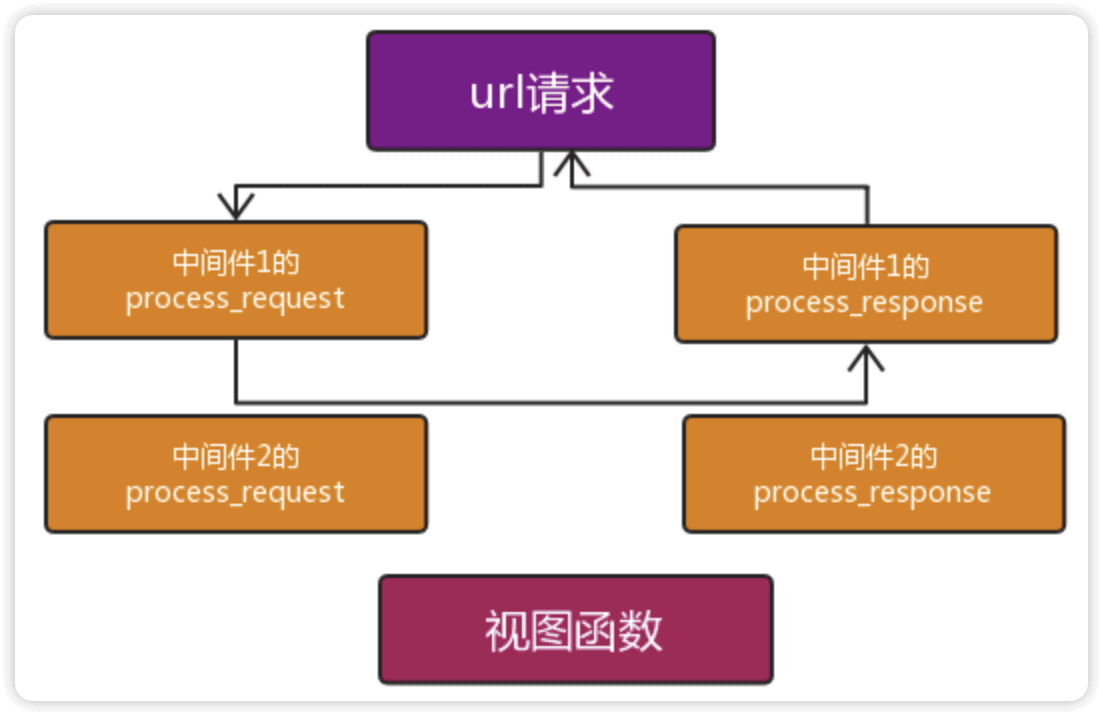 url请求
中间件1的
process_request
中间件1的
process_response
中间件2的
process_request
中间件2的
process_response
视图函数